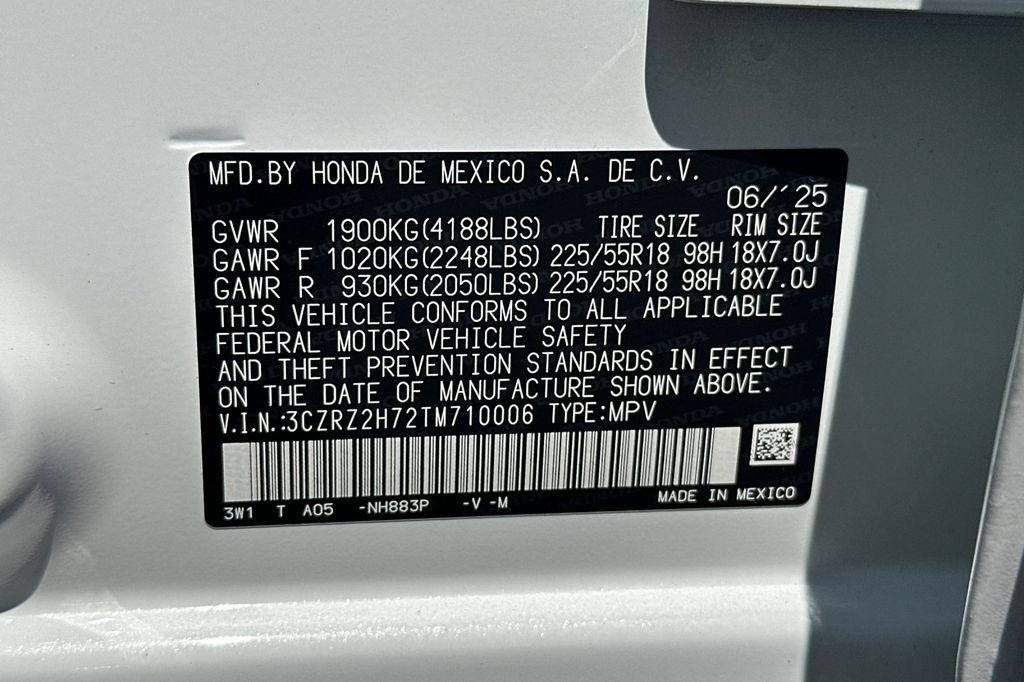 MFD.BY HONDA DE MEXICO S.A. DE C.V.
06/´25
GVWR 1900KG(4188LBS) TIRE SIZE RIM SIZE
GAWR F 1020KG(2248LBS) 225/55R18 98H 18X7.0J
GAWR R 930KG(2050LBS) 225/55R18 98H 18X7.0J
THIS VEHICLE CONFORMS TO ALL APPLICABLE
FEDERAL MOTOR VEHICLE SAFETY
AND THEFT PREVENTION STANDARDS IN EFFECT
ON THE DATE OF MANUFACTURE SHOWN ABOVE.
V.I.N.:3CZRZ2H72TM710006 TYPE:MPV
3W1 T A05 -NH883P -V -M MADE IN MEXICO